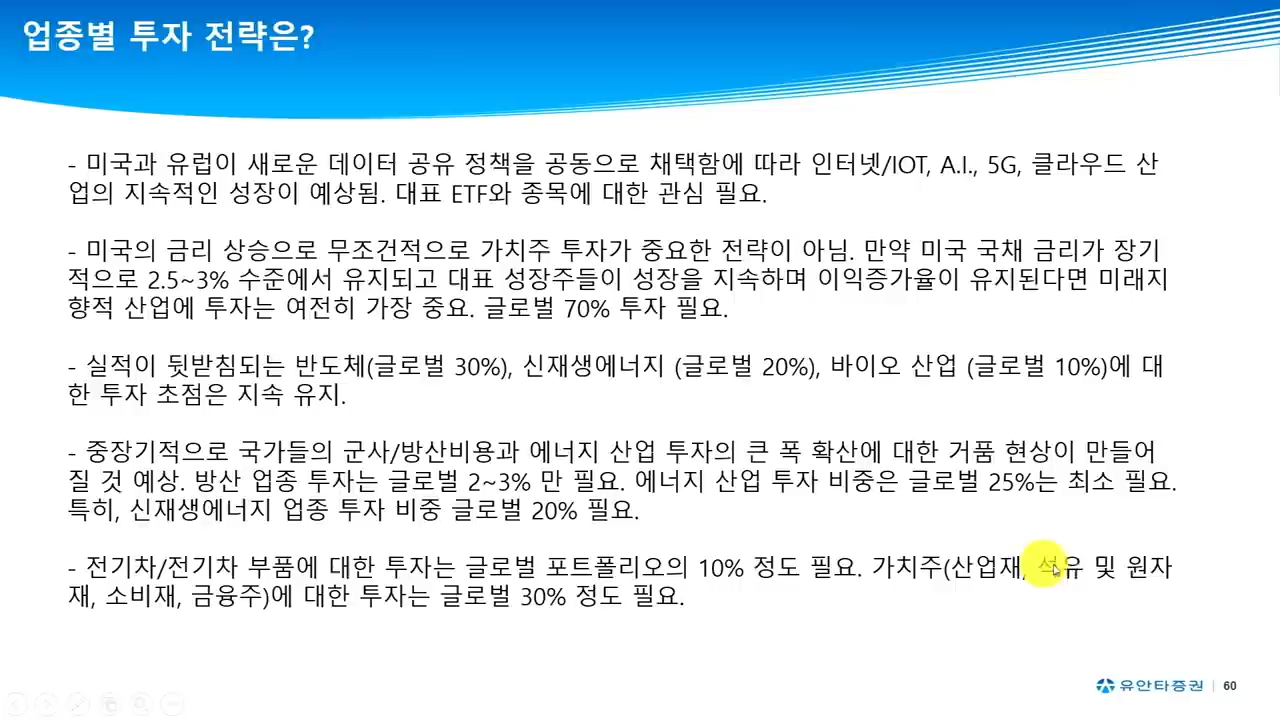 업종별 투자 전략은?
- 미국과 유럽이 새로운 데이터 공유 정책을 공동으로 채택함에 따라 인터넷/IOT, A.I., 5G, 클라우드 산
업의 지속적인 성장이 예상됨. 대표 ETF와 종목에 대한 관심 필요.
- 미국의 금리 상승으로 무조건적으로 가치주 투자가 중요한 전략이 아님. 만약 미국 국채 금리가 장기
적으로 2.5~3% 수준에서 유지되고 대표 성장주들이 성장을 지속하며 이익증가율이 유지된다면 미래지
향적 산업에 투자는 여전히 가장 중요. 글로벌 70% 투자 필요.
- 실적이 뒷받침되는 반도체(글로벌 30%), 신재생에너지 (글로벌 20%), 바이오 산업 (글로벌 10%)에 대
한 투자 초점은 지속 유지.
- 중장기적으로 국가들의 군사/방산비용과 에너지 산업 투자의 큰 폭 확산에 대한 거품 현상이 만들어
질 것 예상. 방산 업종 투자는 글로벌 2~3% 만 필요. 에너지 산업 투자 비중은 글로벌 25%는 최소 필요.
특히, 신재생에너지 업종 투자 비중 글로벌 20% 필요.
- 전기차/전기차 부품에 대한 투자는 글로벌 포트폴리오의 10% 정도 필요. 가치주(산업재, 석유 및 원자
재, 소비재, 금융주)에 대한 투자는 글로벌 30% 정도 필요.
유안타증권 | 60